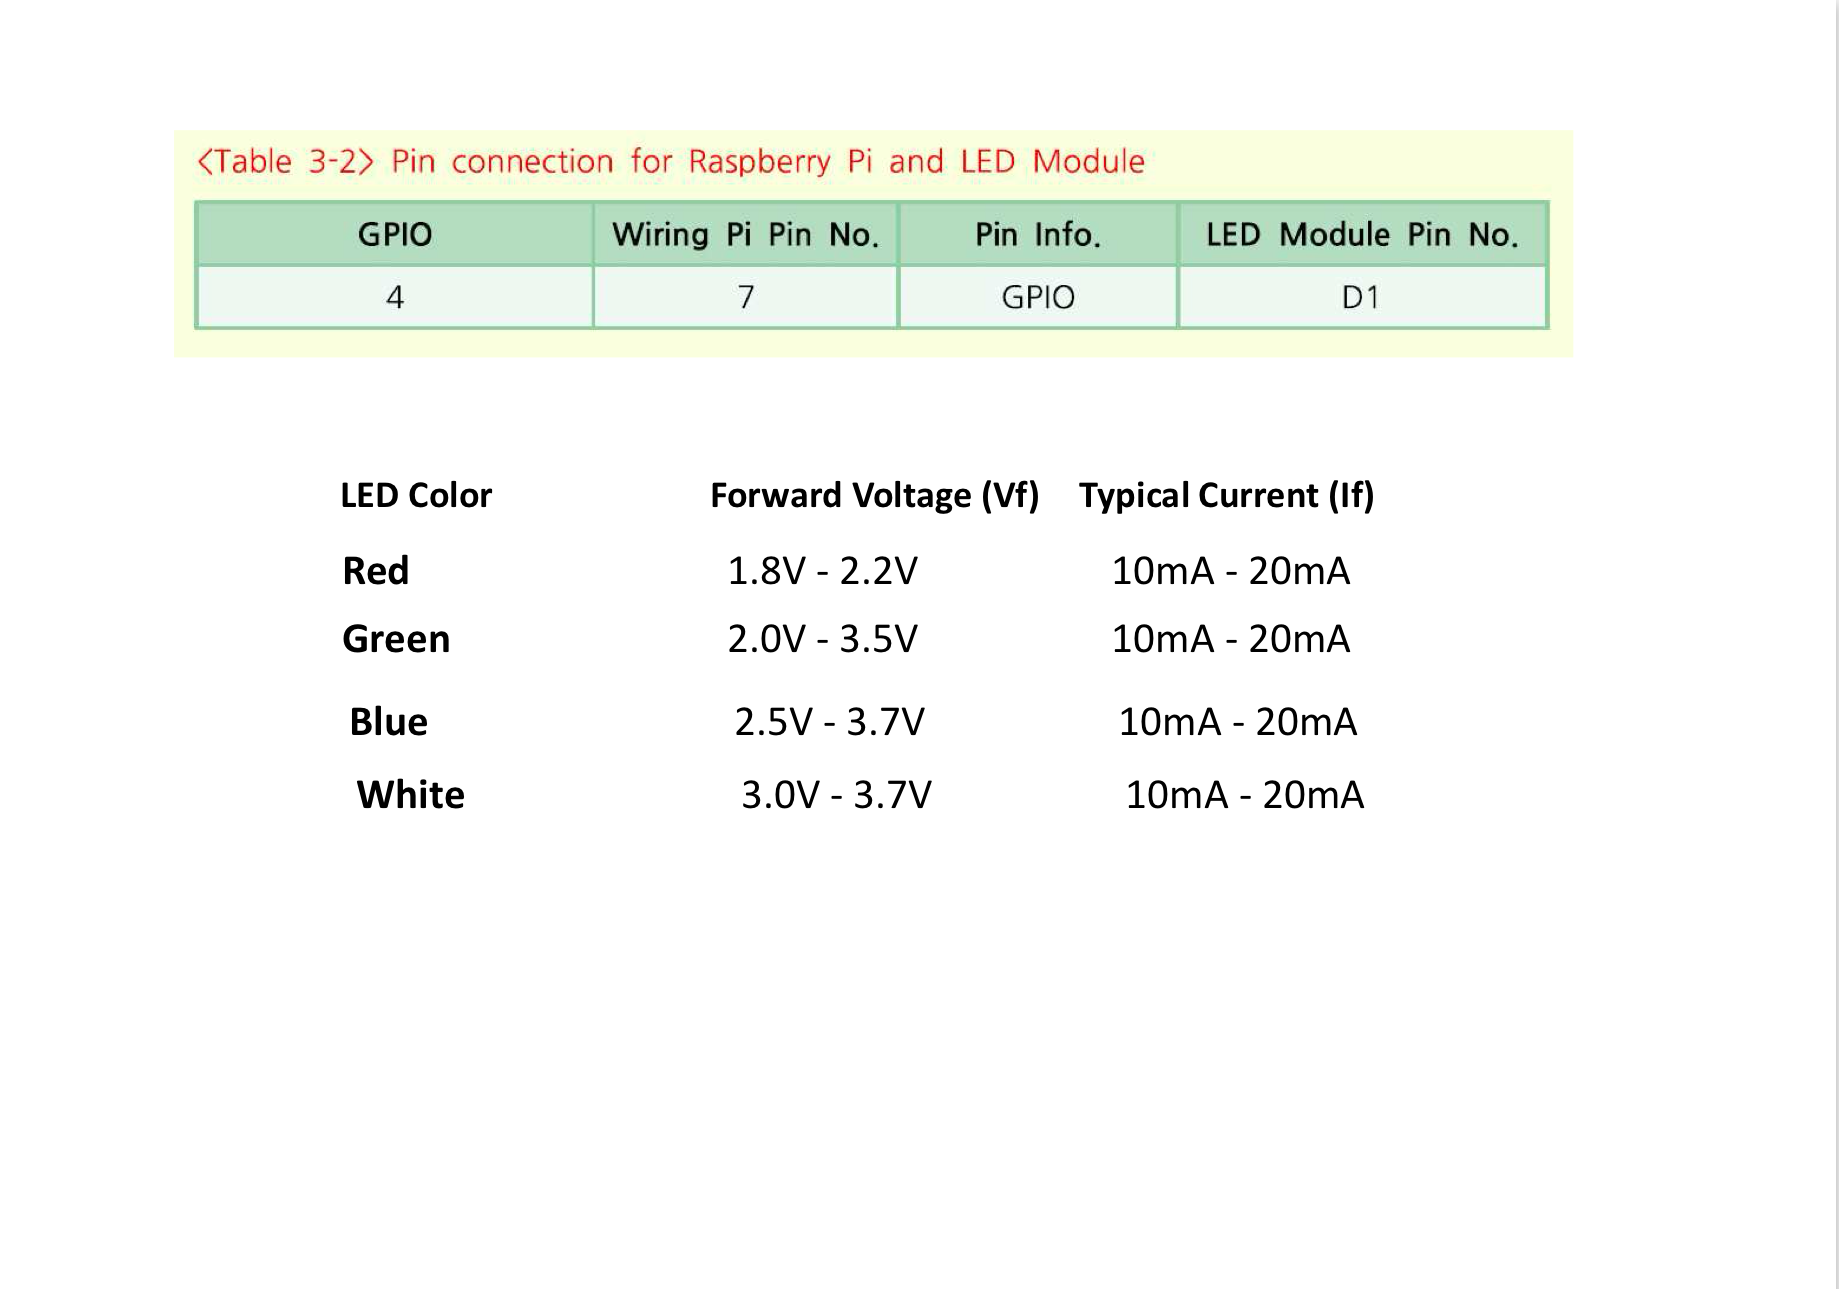 <Table 3-2> Pin connection for Raspberry Pi and LED Module
GPIO Wiring Pi Pin No. Pin Info. LED Module Pin No.
4 7 GPIO D1
LED Color Forward Voltage (Vf) Typical Current (If)
Red 1.8V - 2.2V 10mA - 20mA
Green 2.0V - 3.5V 10mA - 20mA
Blue 2.5V - 3.7V 10mA - 20mA
White 3.0V - 3.7V 10mA - 20mA